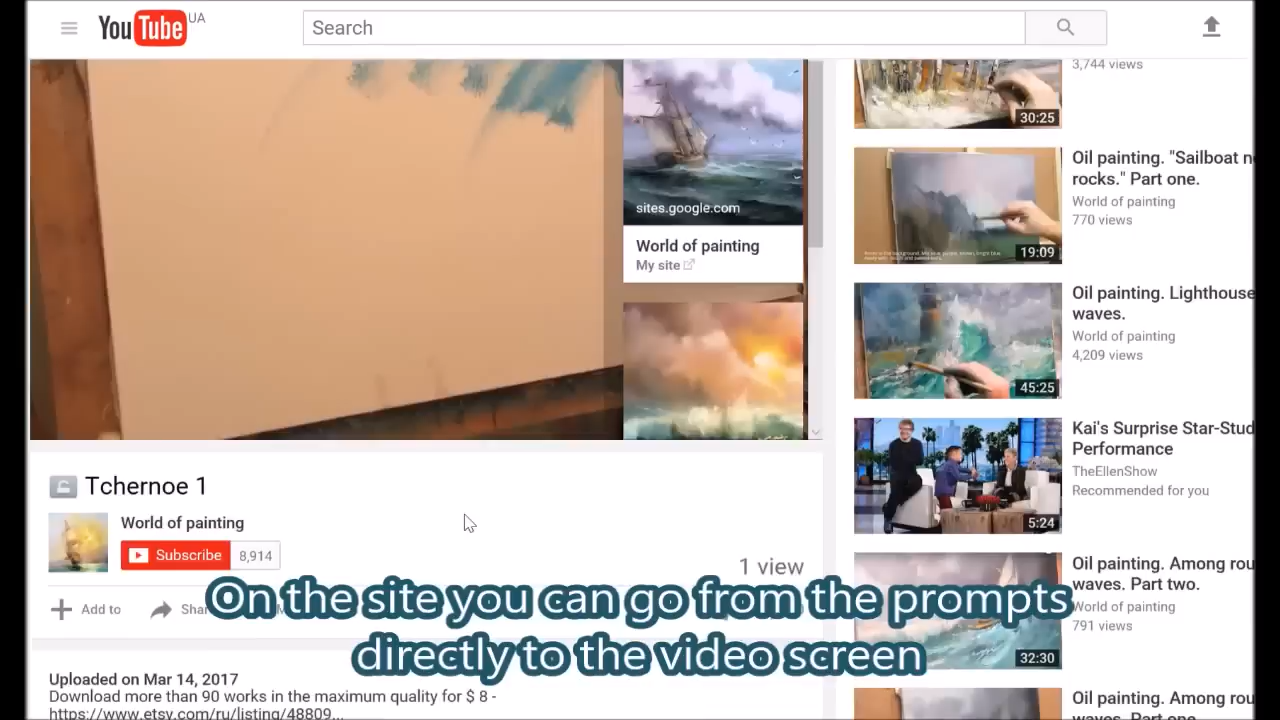 YouTube UA
Search
sites.google.com
World of painting
My site
3,744 views
30:25
Oil painting. "Sailboat n
rocks." Part one.
World of painting
770 views
19:09
Oil painting. Lighthouse
waves.
World of painting
4,209 views
45:25
Kai's Surprise Star-Stud
Performance
TheEllenShow
Recommended for you
5:24
Oil painting. Among rou
waves. Part two.
World of painting
791 views
32:30
Oil painting. Among rou
waves. Part one.
Tchernoe 1
World of painting
Subscribe 8,914
1 view
Add to Shar
On the site you can go from the prompts
directly to the video screen
Uploaded on Mar 14, 2017
Download more than 90 works in the maximum quality for $ 8 -
https://www.etsy.com/ru/listing/48809...